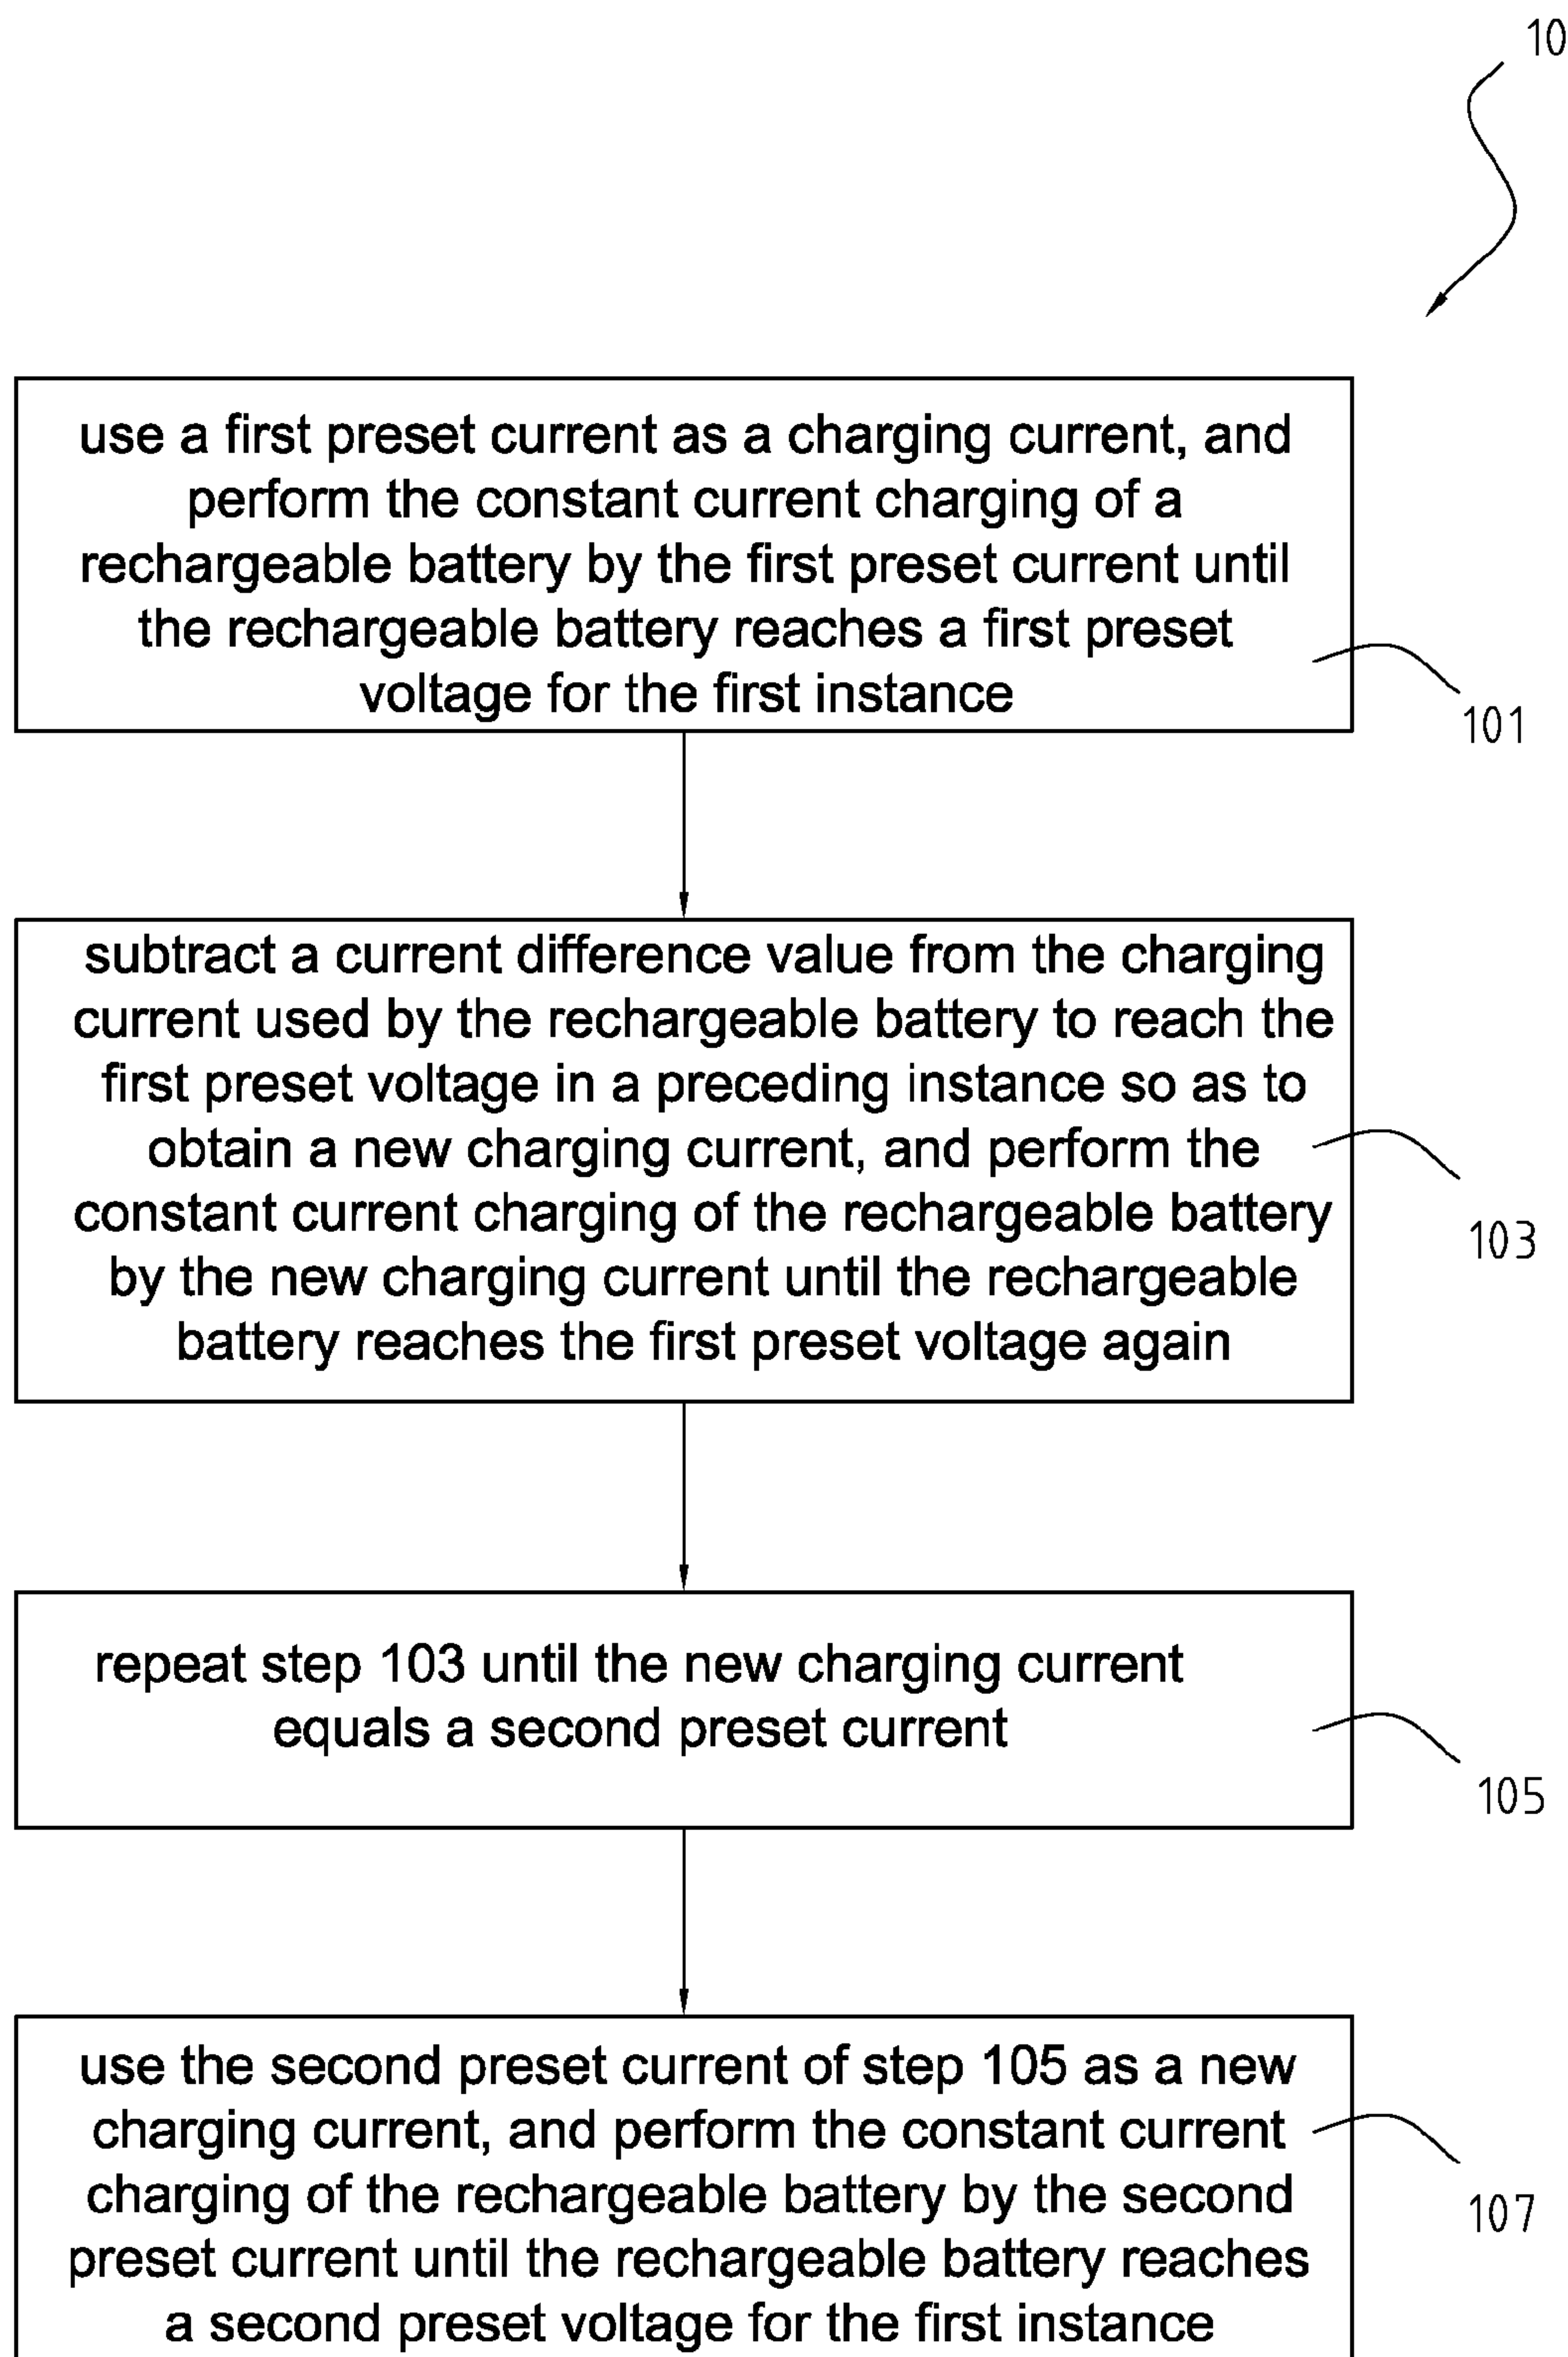 10
use a first preset current as a charging current, and
perform the constant current charging of a
rechargeable battery by the first preset current until
the rechargeable battery reaches a first preset
voltage for the first instance
101
subtract a current difference value from the charging
current used by the rechargeable battery to reach the
first preset voltage in a preceding instance so as to
obtain a new charging current, and perform the
constant current charging of the rechargeable battery
by the new charging current until the rechargeable
battery reaches the first preset voltage again
103
repeat step 103 until the new charging current
equals a second preset current
105
use the second preset current of step 105 as a new
charging current, and perform the constant current
charging of the rechargeable battery by the second
preset current until the rechargeable battery reaches
a second preset voltage for the first instance
107